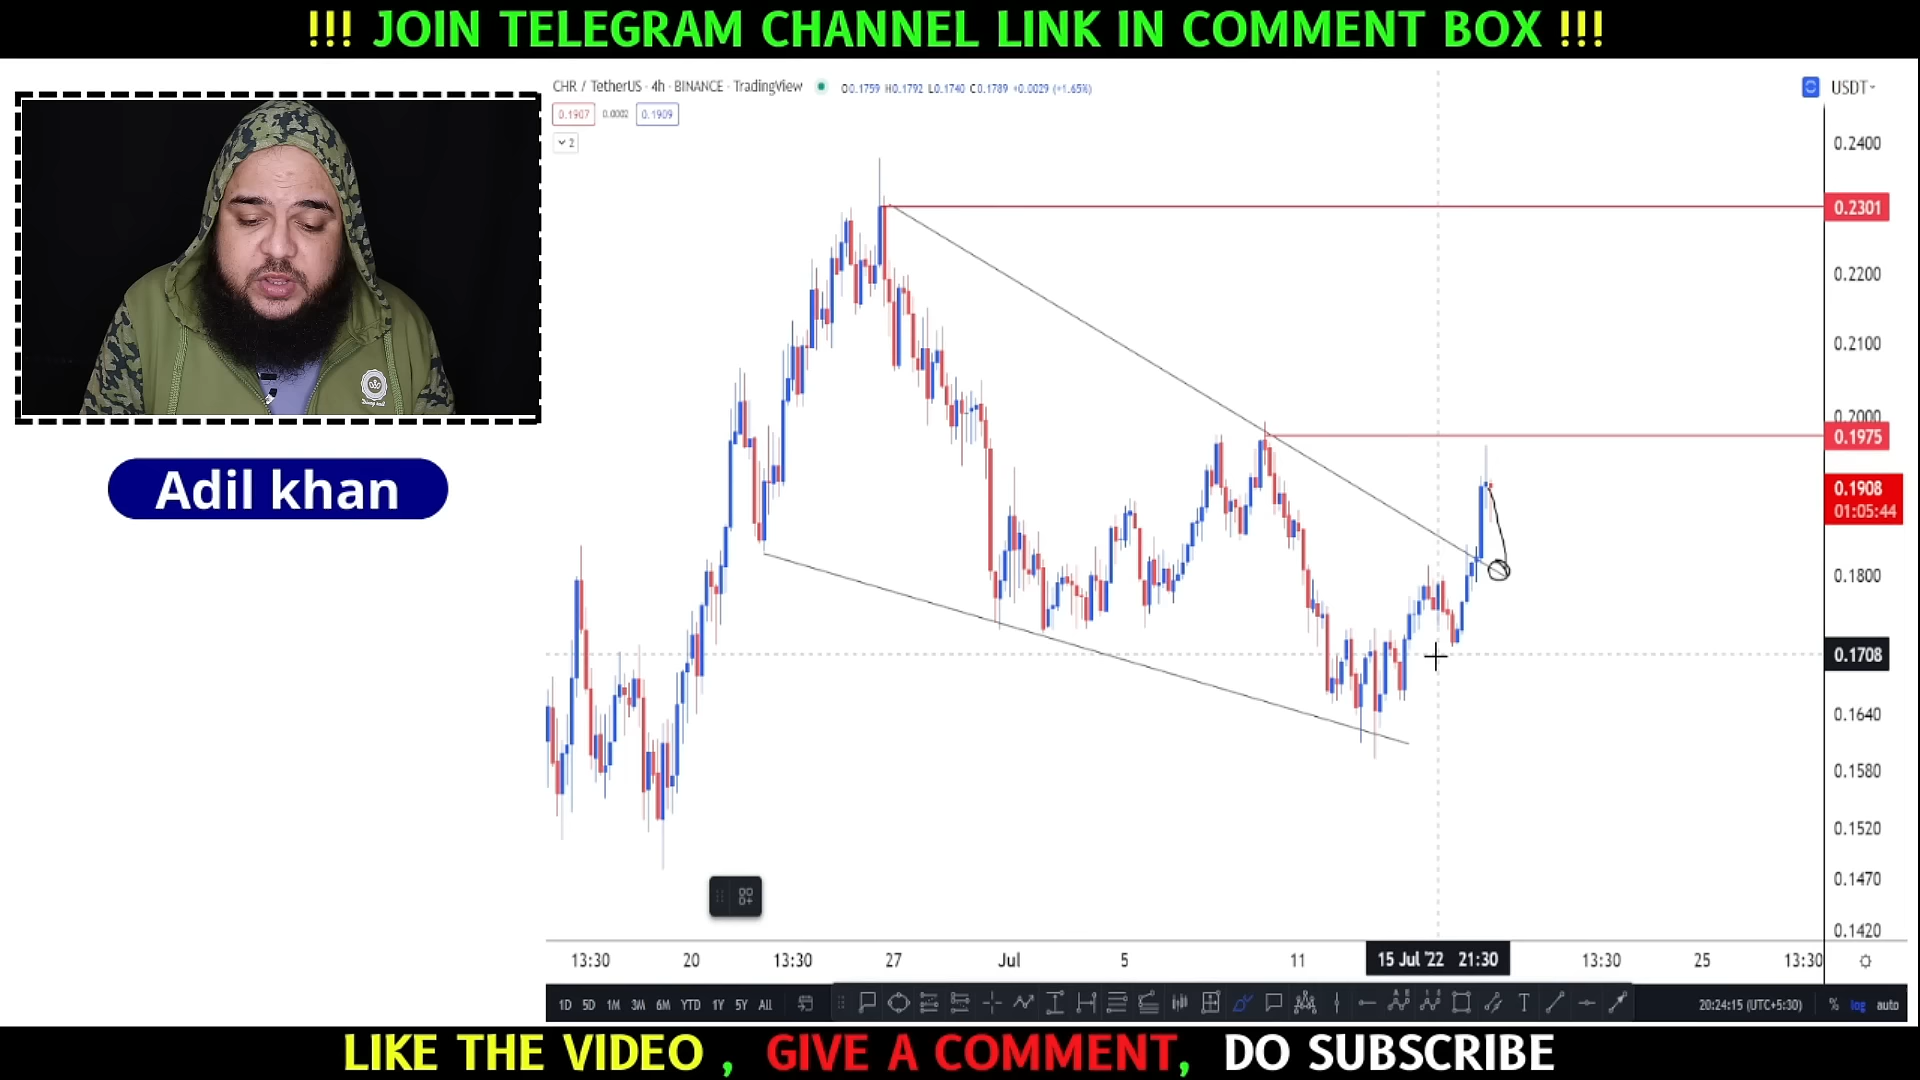 !!! JOIN TELEGRAM CHANNEL LINK IN COMMENT BOX !!!
CHR / TetherUS · 4h · BINANCE · TradingView O0.1759 H0.1792 L0.1740 C0.1789 +0.0029 (+1.65%)
USDT
0.1907 0.0002 0.1909
2
0.2400
0.2301
0.2200
0.2100
0.2000
0.1975
0.1908
01:05:44
0.1800
0.1708
0.1640
0.1580
0.1520
0.1470
0.1420
Adil khan
13:30 20 13:30 27 Jul 5 11 15 Jul '22 21:30 13:30 25 13:30
1D 5D 1M 3M 6M YTD 1Y 5Y All T 20:24:15 (UTC+5:30) % log auto
LIKE THE VIDEO , GIVE A COMMENT, DO SUBSCRIBE